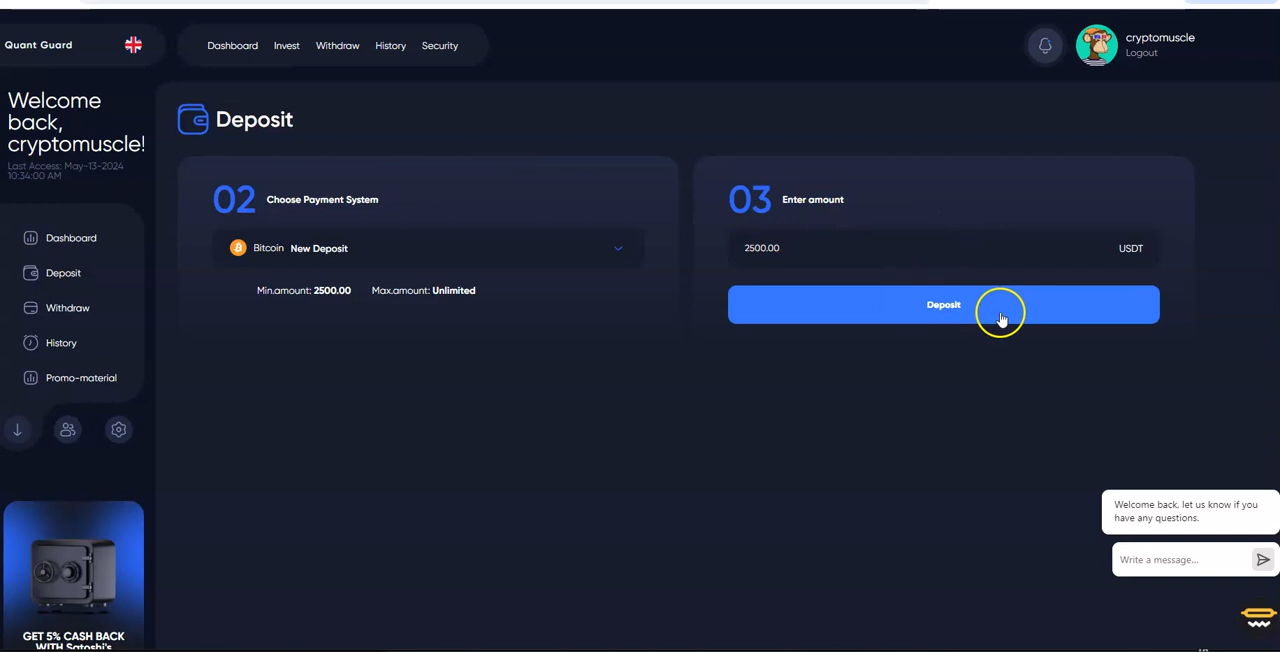 Quant Guard
Dashboard Invest Withdraw History Security
cryptomuscle
Logout
Welcome
back,
cryptomuscle!
Last Access: May-13-2024
10:34:00 AM
Dashboard
Deposit
Withdraw
History
Promo-material
Deposit
02 Choose Payment System
Bitcoin New Deposit
Min.amount: 2500.00 Max.amount: Unlimited
03 Enter amount
2500.00 USDT
Deposit
GET 5% CASH BACK
WITH Satoshi's
Welcome back, let us know if you
have any questions.
Write a message...